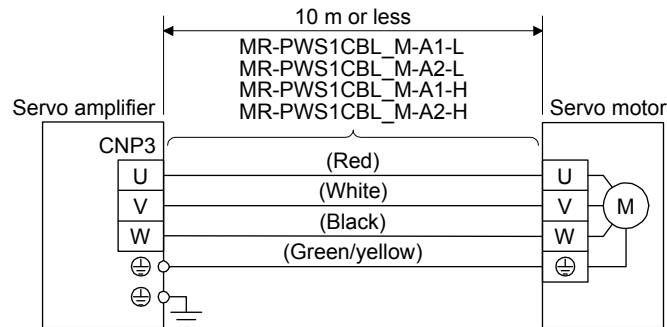 10 m or less
MR-PWS1CBL_M-A1-L
MR-PWS1CBL_M-A2-L
MR-PWS1CBL_M-A1-H
MR-PWS1CBL_M-A2-H
Servo amplifier
Servo motor
CNP3
U
(Red)
U
V
(White)
V
M
W
(Black)
W
(Green/yellow)